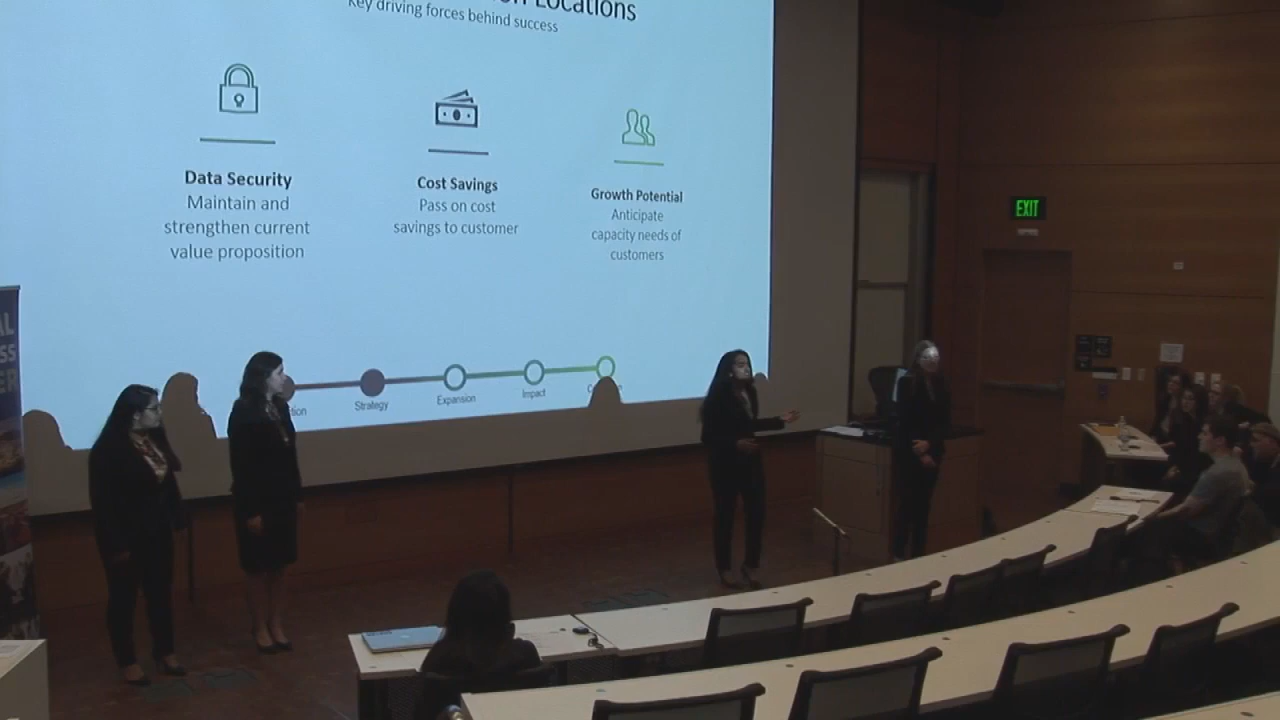 Locations
Key driving forces behind success
Data Security
Maintain and
strengthen current
value proposition
Cost Savings
Pass on cost
savings to customer
Growth Potential
Anticipate
capacity needs of
customers
Strategy
Expansion
Impact
EXIT